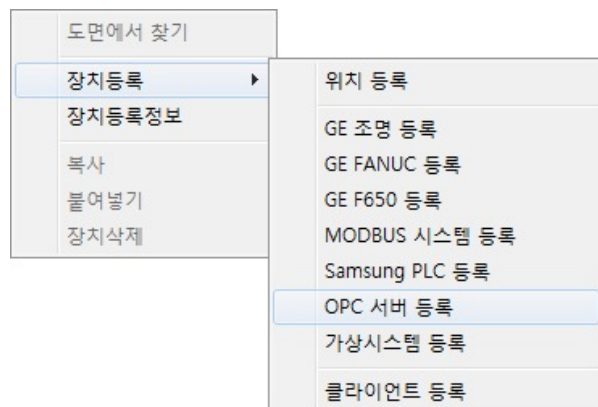 도면에서 찾기
장치등록
장치등록정보
복사
붙여넣기
장치삭제
위치 등록
GE 조명 등록
GE FANUC 등록
GE F650 등록
MODBUS 시스템 등록
Samsung PLC 등록
OPC 서버 등록
가상시스템 등록
클라이언트 등록